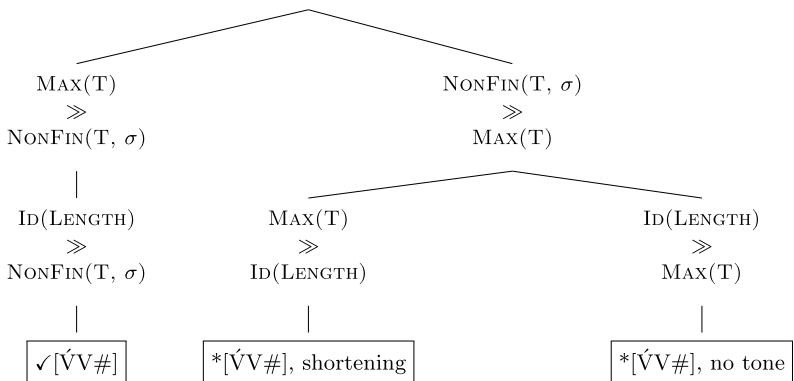 MAX(T)
≫
NONFIN(T, σ)
NONFIN(T, σ)
≫
MAX(T)
ID(LENGTH)
≫
NONFIN(T, σ)
MAX(T)
≫
ID(LENGTH)
ID(LENGTH)
≫
MAX(T)
✓[V́V#]
*[V́V#], shortening
*[V́V#], no tone